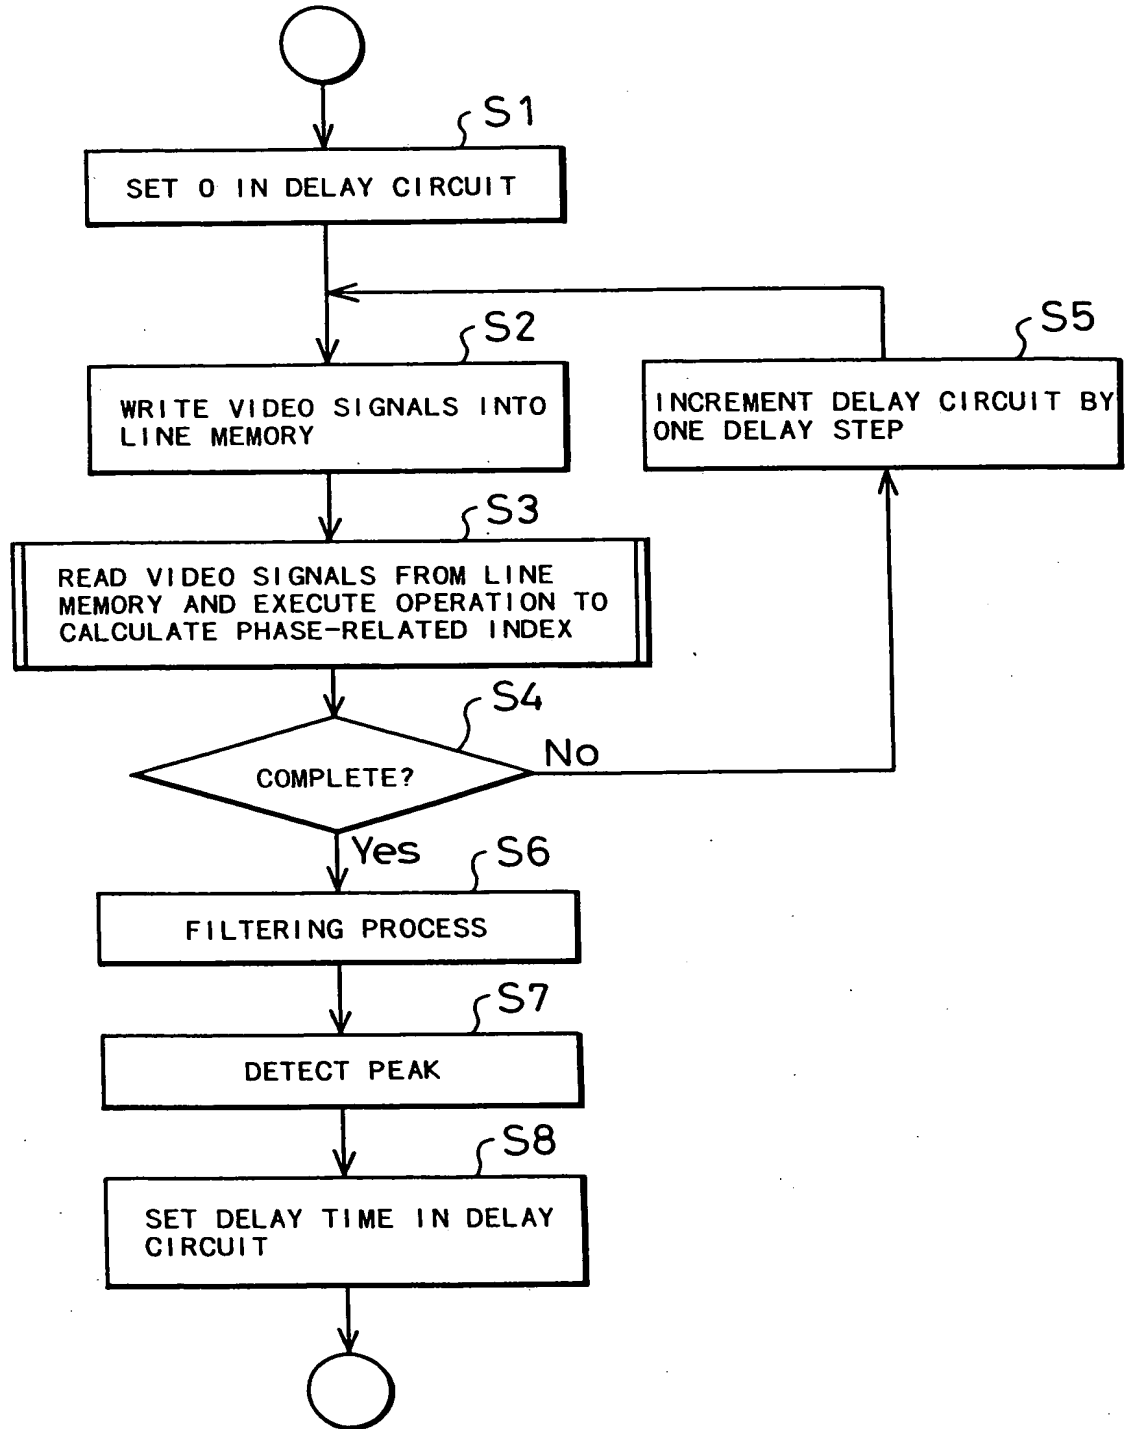 S1
SET 0 IN DELAY CIRCUIT
S2
WRITE VIDEO SIGNALS INTO
LINE MEMORY
S5
INCREMENT DELAY CIRCUIT BY
ONE DELAY STEP
S3
READ VIDEO SIGNALS FROM LINE
MEMORY AND EXECUTE OPERATION TO
CALCULATE PHASE-RELATED INDEX
S4
COMPLETE?
No
Yes
S6
FILTERING PROCESS
S7
DETECT PEAK
S8
SET DELAY TIME IN DELAY
CIRCUIT